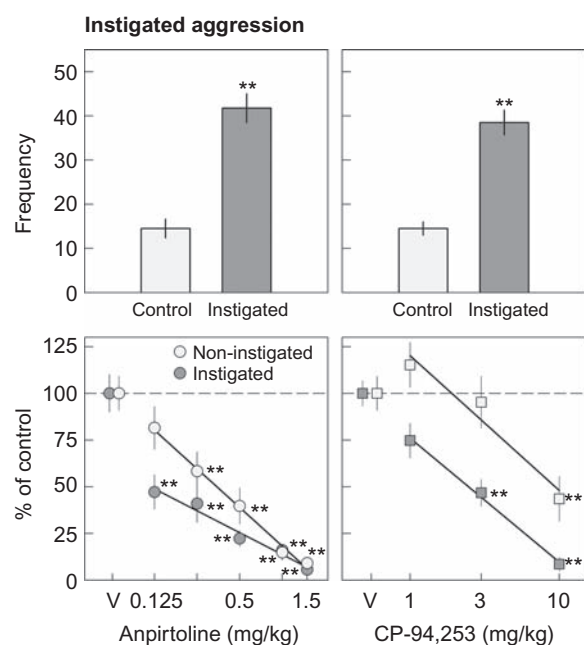 Instigated aggression
Frequency
50
40
30
20
10
0
**
Control Instigated
**
Control Instigated
% of control
125
100
75
50
25
0
Non-instigated
Instigated
**
**
**
**
**
**
**
**
**
V 0.125 0.5 1.5
Anpirtoline (mg/kg)
**
**
**
V 1 3 10
CP-94,253 (mg/kg)